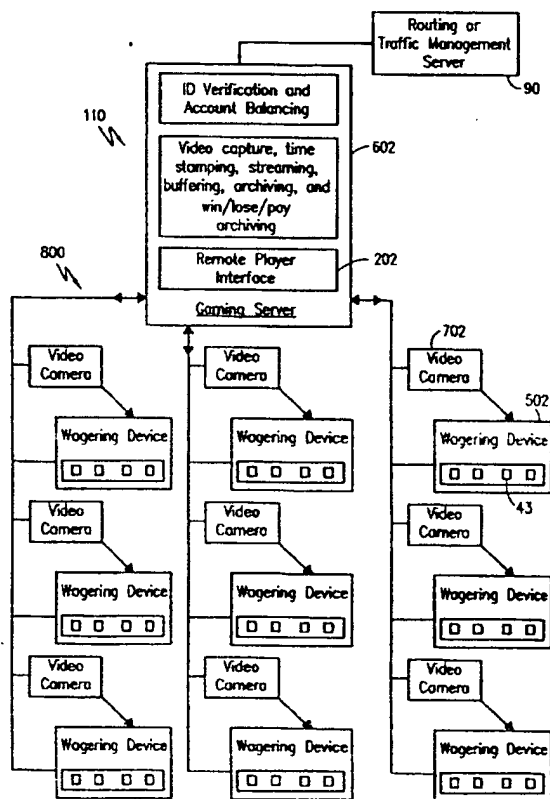 Routing or
Traffic Management
Server
90
ID Verification and
Account Balancing
110
602
Video capture, time
stamping, streaming,
buffering, archiving, and
win/lose/pay
archiving
800
Remote Player
Interface
202
Gaming Server
Video
Camera
Video
Camera
702
Video
Camera
502
Wagering Device
Wagering Device
Wagering Device
43
Video
Camera
Video
Camera
Video
Camera
Wagering Device
Wagering Device
Wagering Device
Video
Camera
Video
Camera
Video
Camera
Wagering Device
Wagering Device
Wagering Device